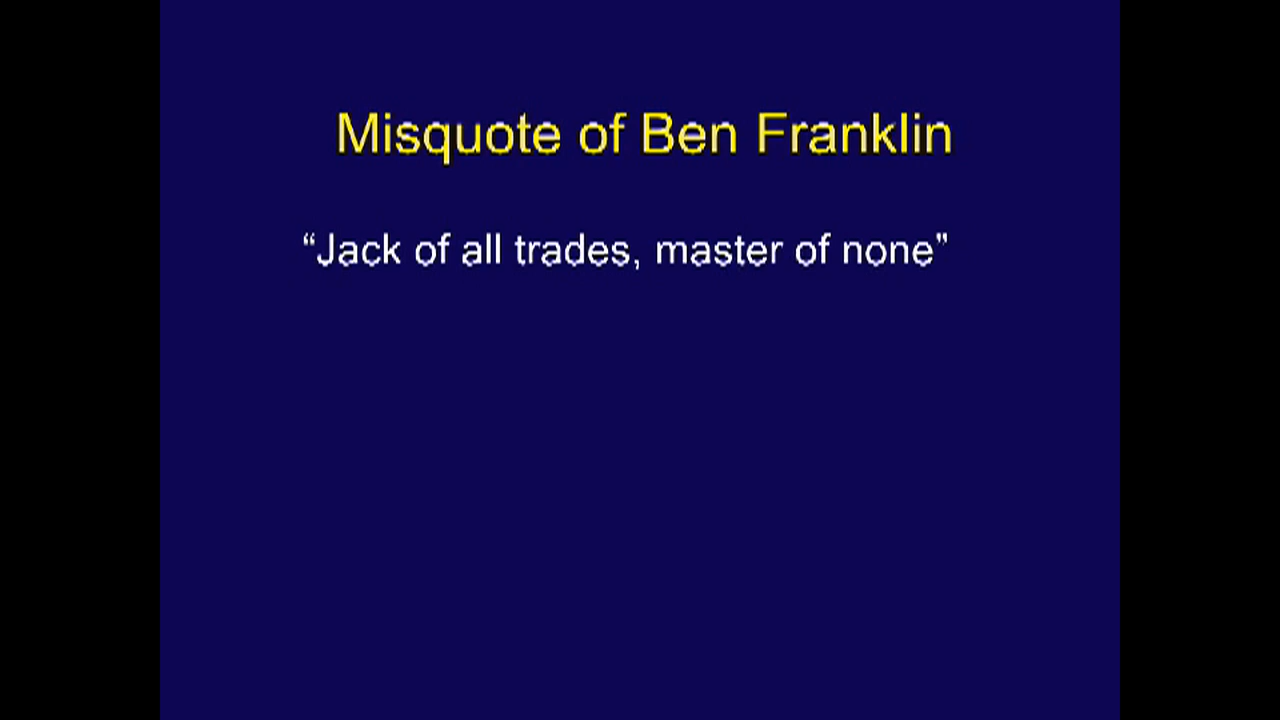 Misquote of Ben Franklin
“Jack of all trades, master of none”